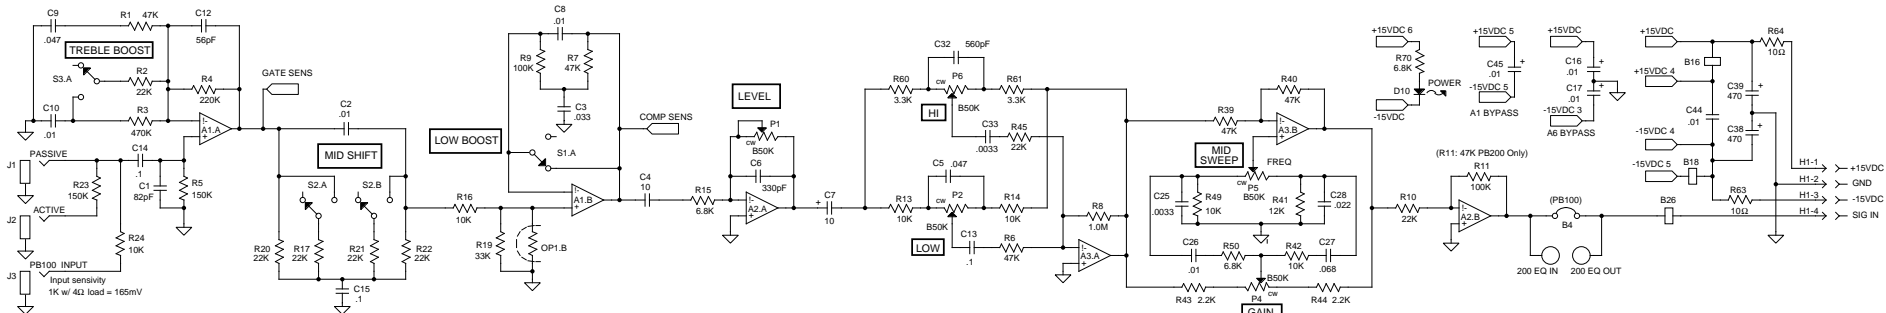 C9
.047
R1 47K
C12
56pF
TREBLE BOOST
S3.A
R2
22K
R4
220K
C10
.01
R3
470K
GATE SENS
A1.A
!-
+
J1
PASSIVE
C14
.1
R23
150K
C1
82pF
R5
150K
J2
ACTIVE
R24
10K
J3
PB100 INPUT
Input sensivity
1K w/ 4Ω load = 165mV
C2
.01
MID SHIFT
S2.A
S2.B
R20
22K
R17
22K
R21
22K
R22
22K
C15
.1
LOW BOOST
R16
10K
R19
33K
OP1.B
C8
.01
R9
100K
R7
47K
C3
.033
S1.A
COMP SENS
A1.B
!-
+
C4
10
R15
6.8K
LEVEL
P1
cw
B50K
C6
330pF
A2.A
!-
+
C7
+
10
C32
560pF
R60
3.3K
P6
cw
B50K
R61
3.3K
HI
C33
.0033
R45
22K
C5 .047
R13
10K
P2
cw
B50K
R14
10K
LOW
C13
.1
R6
47K
R8
1.0M
A3.A
!-
+
R39
47K
R40
47K
A3.B
!-
+
MID
SWEEP
FREQ
cw
P5
B50K
C25
.0033
R49
10K
R41
12K
C28
.022
C26
.01
R50
6.8K
R42
10K
C27
.068
B50K
R43 2.2K
P4
cw
R44 2.2K
GAIN
+15VDC 6
R70
6.8K
POWER
D10
-15VDC
+15VDC 5
C45
.01
+
-15VDC 5
A1 BYPASS
+15VDC
C16
.01
+
C17
.01
+
-15VDC 3
A6 BYPASS
+15VDC
B16
+15VDC 4
C44
.01
-15VDC 4
-15VDC 5
B18
R64
10Ω
C39
470
+
C38
470
+
R63
10Ω
H1-1
+15VDC
H1-2
GND
H1-3
-15VDC
H1-4
SIG IN
R10
22K
(R11: 47K PB200 Only)
R11
100K
A2.B
!-
+
(PB100)
B4
200 EQ IN
200 EQ OUT
B26